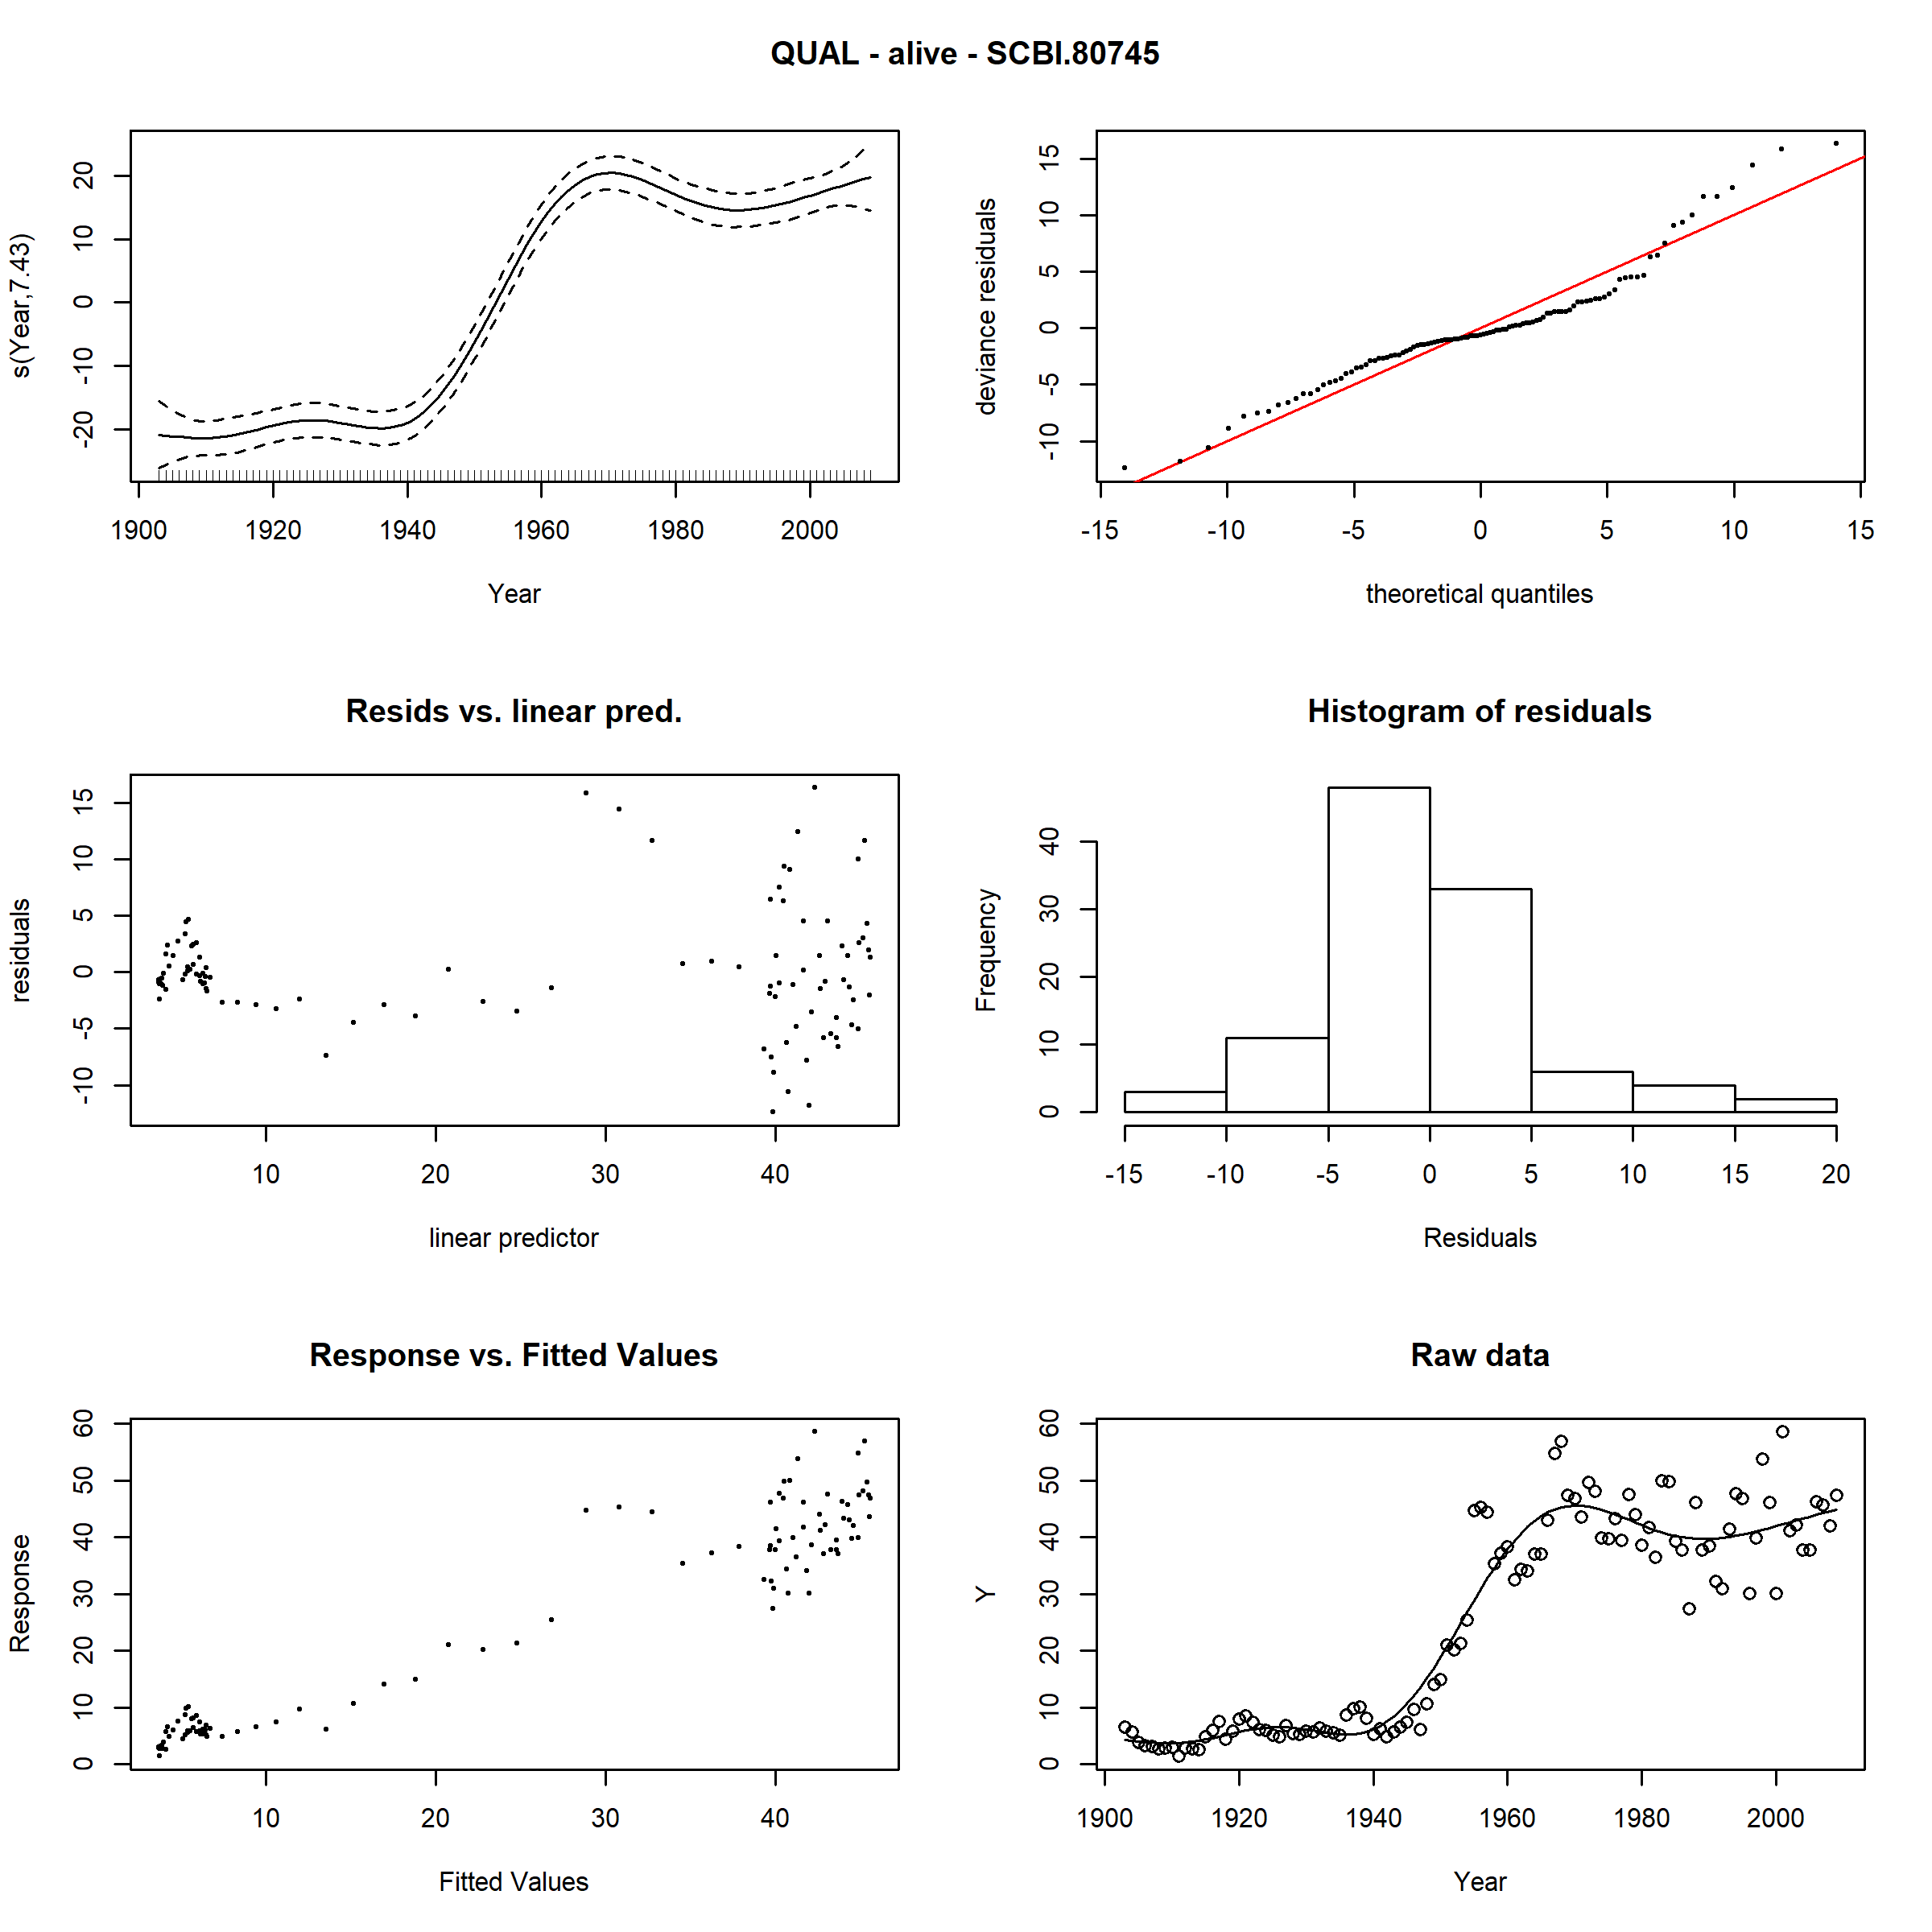 QUAL - alive - SCBI.80745
s(Year,7.43)
20
10
0
-10
-20
1900 1920 1940 1960 1980 2000
Year
deviance residuals
15
10
5
0
-5
-10
-15 -10 -5 0 5 10 15
theoretical quantiles
Resids vs. linear pred.
residuals
15
10
5
0
-5
-10
10 20 30 40
linear predictor
Histogram of residuals
Frequency
40
30
20
10
0
-15 -10 -5 0 5 10 15 20
Residuals
Response vs. Fitted Values
Response
60
50
40
30
20
10
0
10 20 30 40
Fitted Values
Raw data
Y
60
50
40
30
20
10
0
1900 1920 1940 1960 1980 2000
Year